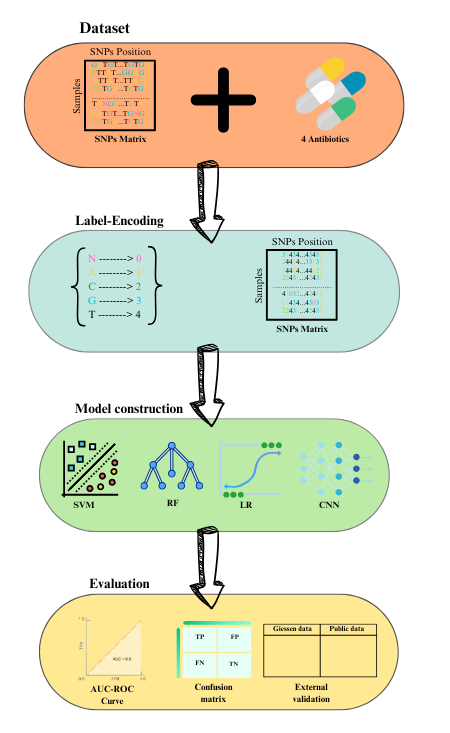 Dataset
SNPs Position
Samples
SNPs Matrix
4 Antibiotics
Label-Encoding
N --------> 0
A --------> 1
C --------> 2
G --------> 3
T --------> 4
SNPs Position
Samples
SNPs Matrix
Model construction
SVM
RF
LR
CNN
Evaluation
TPR
AUC = 0.5
FPR
AUC-ROC
Curve
TP FP
FN TN
Confusion
matrix
Giessen data Public data
External
validation